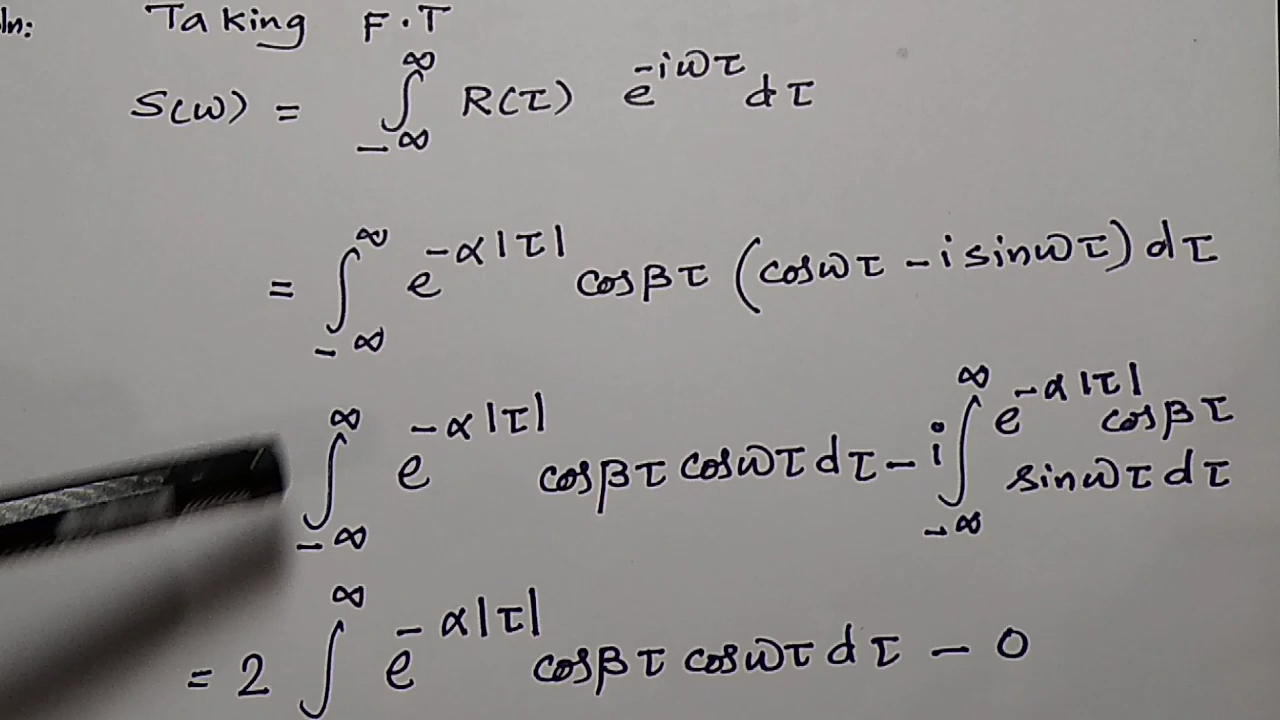 ln: Taking F.T
S(ω) = ∫_{-∞}^{∞} R(τ) e^{-iωτ} dτ
= ∫_{-∞}^{∞} e^{-α|τ|} cosβτ (cosωτ - i sinωτ) dτ
∫_{-∞}^{∞} e^{-α|τ|} cosβτ cosωτ dτ - i ∫_{-∞}^{∞} e^{-α|τ|} cosβτ sinωτ dτ
= 2 ∫^{∞} e^{-α|τ|} cosβτ cosωτ dτ - 0